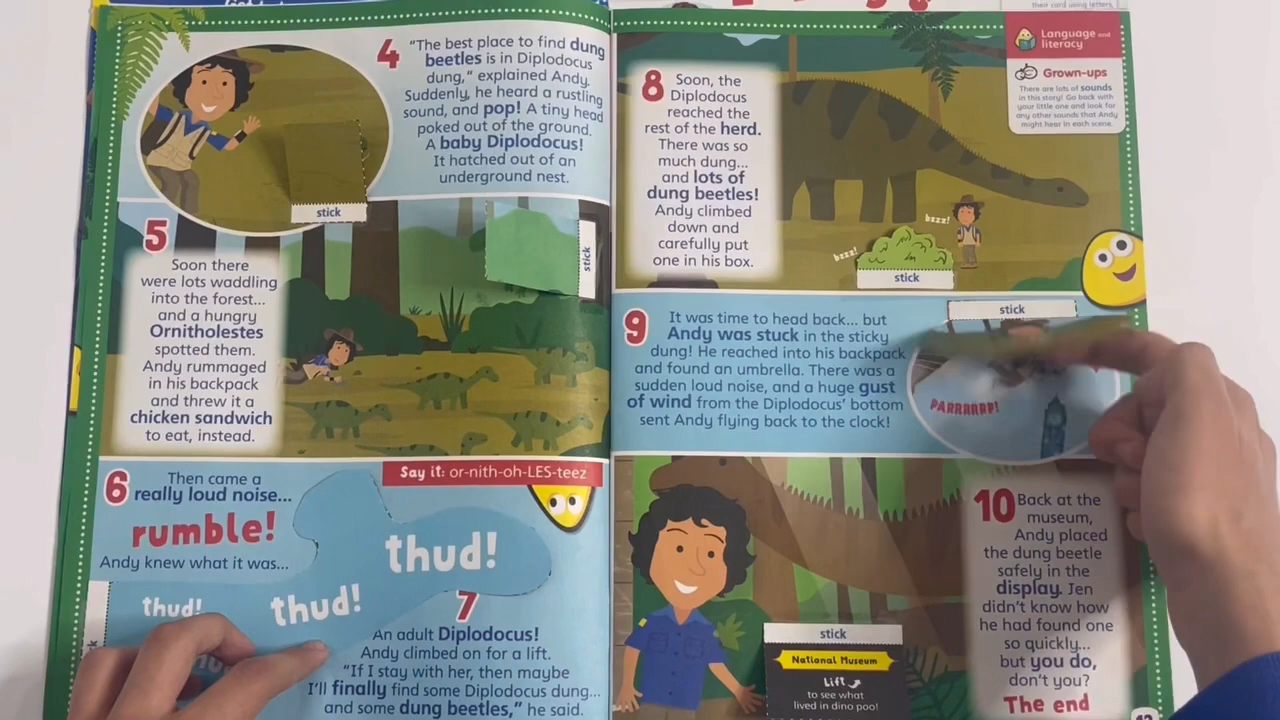 4 "The best place to find dung
beetles is in Diplodocus
dung," explained Andy.
Suddenly, he heard a rustling
sound, and pop! A tiny head
poked out of the ground.
A baby Diplodocus!
It hatched out of an
underground nest.
stick
5
Soon there
were lots waddling
into the forest...
and a hungry
Ornitholestes
spotted them.
Andy rummaged
in his backpack
and threw it a
chicken sandwich
to eat, instead.
stick
Say it: or-nith-oh-LES-teez
6 Then came a
really loud noise...
rumble!
Andy knew what it was...
thud!
thud!
thud!
7
An adult Diplodocus!
Andy climbed on for a lift.
"If I stay with her, then maybe
I'll finally find some Diplodocus dung...
and some dung beetles," he said.
their card using letters,
Language and
literacy
Grown-ups
There are lots of sounds
in this story! Go back with
your little one and look for
any other sounds that Andy
might hear in each scene.
8 Soon, the
Diplodocus
reached the
rest of the herd.
There was so
much dung...
and lots of
dung beetles!
Andy climbed
down and
carefully put
one in his box.
bzzz!
bzzz!
stick
9 It was time to head back... but
Andy was stuck in the sticky
dung! He reached into his backpack
and found an umbrella. There was a
sudden loud noise, and a huge gust
of wind from the Diplodocus' bottom
sent Andy flying back to the clock!
stick
PARRRRRP!
10 Back at the
museum,
Andy placed
the dung beetle
safely in the
display. Jen
didn't know how
he had found one
so quickly...
but you do,
don't you?
The end
stick
National Museum
Lift
to see what
lived in dino poo!